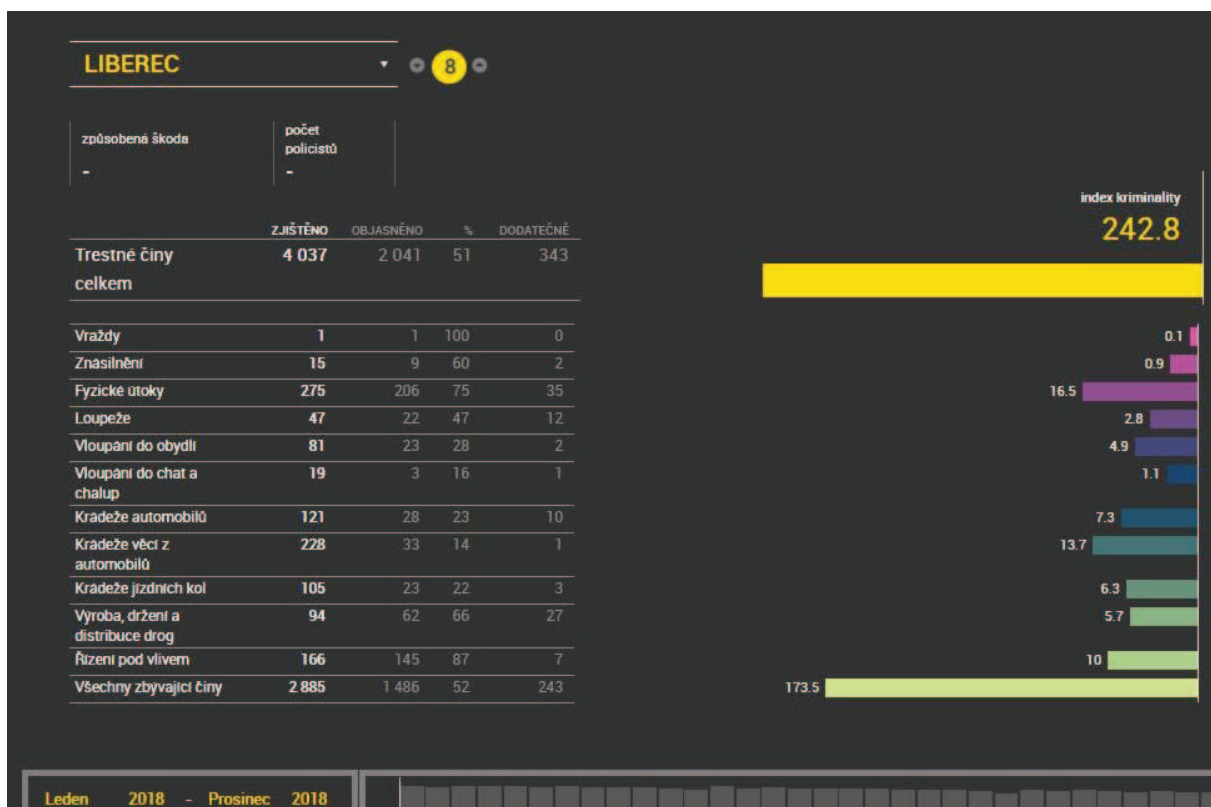 LIBEREC
8
způsobená škoda
-
počet
policistů
-
index kriminality
242.8
ZJIŠTĚNO OBJASNĚNO % DODATEČNĚ
Trestné činy celkem 4 037 2 041 51 343
Vraždy 1 1 100 0 0.1
Znásilnění 15 9 60 2 0.9
Fyzické útoky 275 206 75 35 16.5
Loupeže 47 22 47 12 2.8
Vloupání do obydlí 81 23 28 2 4.9
Vloupání do chat a chalup 19 3 16 1 1.1
Krádeže automobilů 121 28 23 10 7.3
Krádeže věcí z automobilů 228 33 14 1 13.7
Krádeže jízdních kol 105 23 22 3 6.3
Výroba, držení a distribuce drog 94 62 66 27 5.7
Řízení pod vlivem 166 145 87 7 10
Všechny zbývající činy 2 885 1 486 52 243 173.5
Leden 2018 - Prosinec 2018